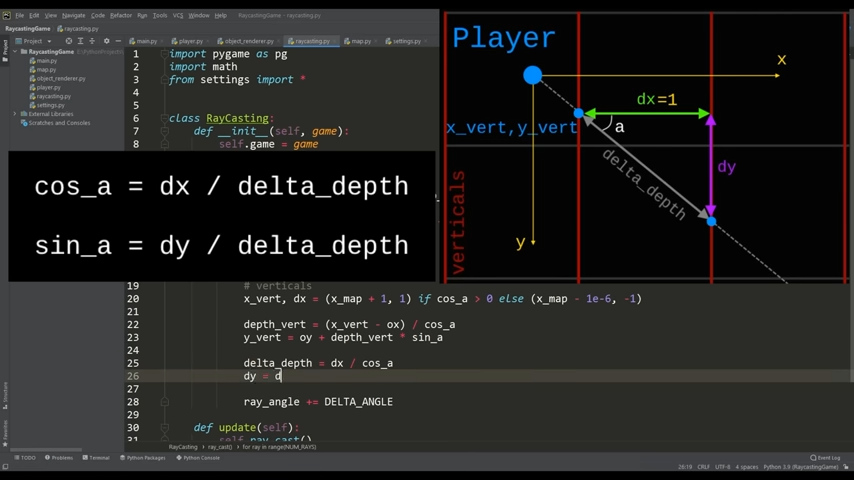 File Edit View Navigate Code Refactor Run Tools VCS Window Help RaycastingGame - raycasting.py
RaycastingGame raycasting.py
Project
main.py player.py object_renderer.py raycasting.py map.py settings.py
RaycastingGame
main.py
map.py
object_renderer.py
player.py
raycasting.py
settings.py
External Libraries
Scratches and Consoles
1 import pygame as pg
2 import math
3 from settings import *
4
5
6 class RayCasting:
7 def __init__(self, game):
8 self.game = game
Player
x
dx=1
x_vert,y_vert
a
delta_depth
dy
y
verticals
cos_a = dx / delta_depth
sin_a = dy / delta_depth
19 # verticals
20 x_vert, dx = (x_map + 1, 1) if cos_a > 0 else (x_map - 1e-6, -1)
21
22 depth_vert = (x_vert - ox) / cos_a
23 y_vert = oy + depth_vert * sin_a
24
25 delta_depth = dx / cos_a
26 dy = d
27
28 ray_angle += DELTA_ANGLE
29
30 def update(self):
31 self.ray_cast()
RayCasting ray_cast() for ray in range(NUM_RAYS)
Structure
Favorites
TODO Problems Terminal Python Packages Python Console Event Log
26:19 CRLF UTF-8 4 spaces Python 3.9 (RaycastingGame)